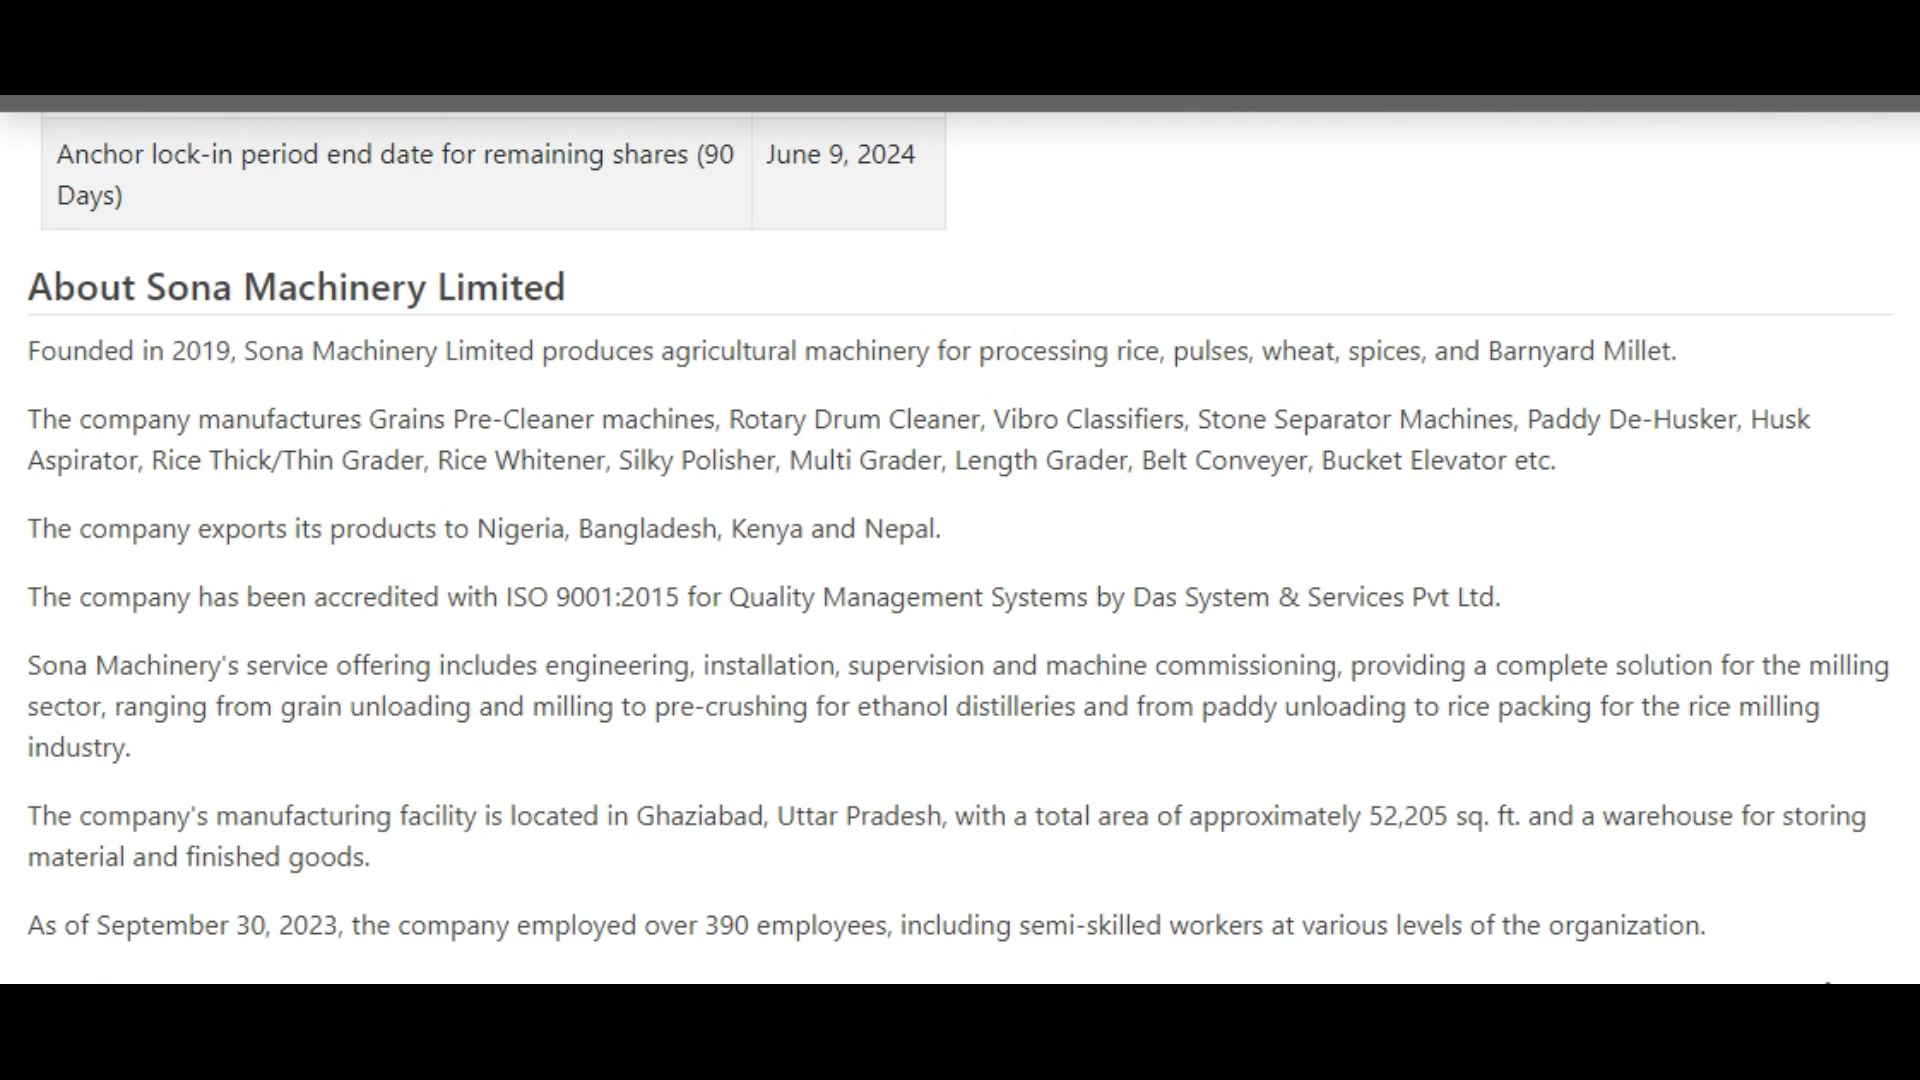 Anchor lock-in period end date for remaining shares (90 June 9, 2024
Days)
About Sona Machinery Limited
Founded in 2019, Sona Machinery Limited produces agricultural machinery for processing rice, pulses, wheat, spices, and Barnyard Millet.
The company manufactures Grains Pre-Cleaner machines, Rotary Drum Cleaner, Vibro Classifiers, Stone Separator Machines, Paddy De-Husker, Husk
Aspirator, Rice Thick/Thin Grader, Rice Whitener, Silky Polisher, Multi Grader, Length Grader, Belt Conveyer, Bucket Elevator etc.
The company exports its products to Nigeria, Bangladesh, Kenya and Nepal.
The company has been accredited with ISO 9001:2015 for Quality Management Systems by Das System & Services Pvt Ltd.
Sona Machinery's service offering includes engineering, installation, supervision and machine commissioning, providing a complete solution for the milling
sector, ranging from grain unloading and milling to pre-crushing for ethanol distilleries and from paddy unloading to rice packing for the rice milling
industry.
The company's manufacturing facility is located in Ghaziabad, Uttar Pradesh, with a total area of approximately 52,205 sq. ft. and a warehouse for storing
material and finished goods.
As of September 30, 2023, the company employed over 390 employees, including semi-skilled workers at various levels of the organization.